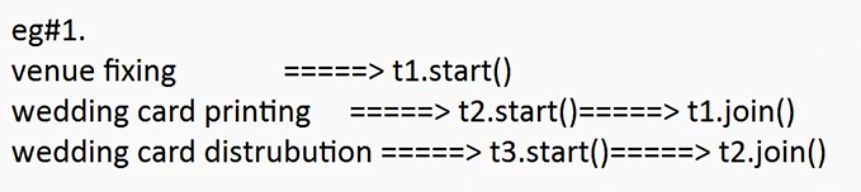 eg#1.
venue fixing =====> t1.start()
wedding card printing =====> t2.start()=====> t1.join()
wedding card distrubution =====> t3.start()=====> t2.join()